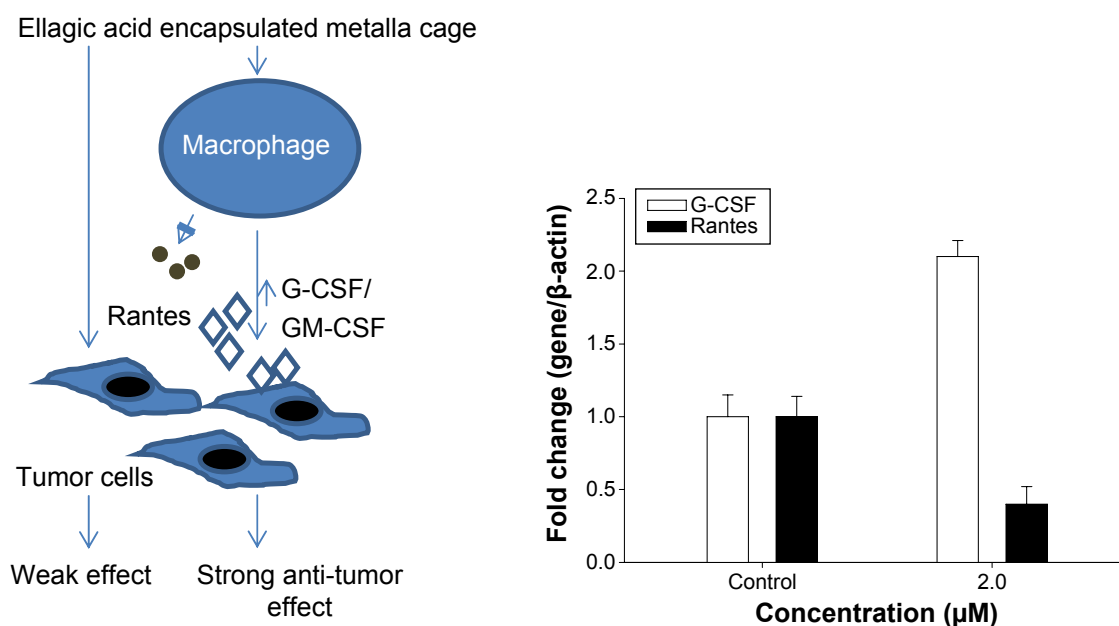 Ellagic acid encapsulated metalla cage
Macrophage
Rantes
G-CSF/
GM-CSF
Tumor cells
Weak effect
Strong anti-tumor
effect
Fold change (gene/β-actin)
2.5
2.0
1.5
1.0
0.5
0.0
G-CSF
Rantes
Control
2.0
Concentration (µM)